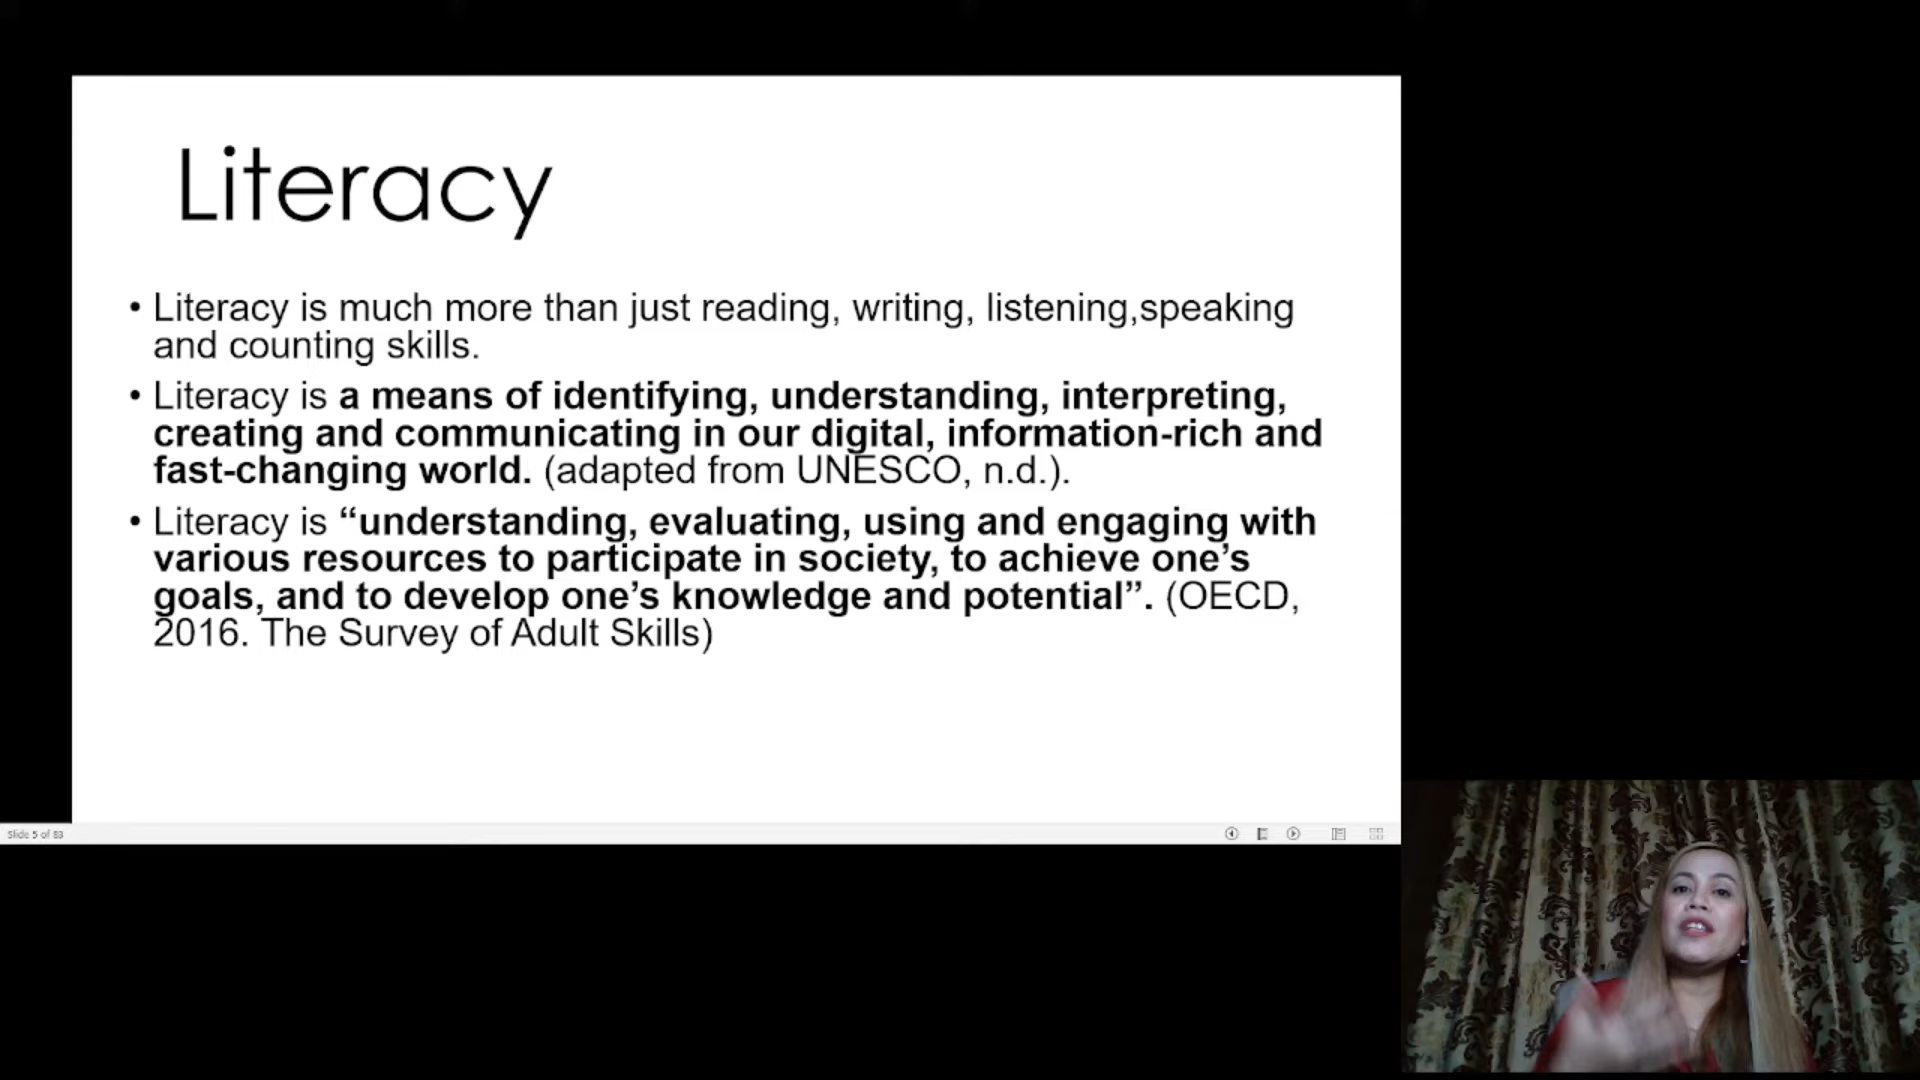 Literacy
• Literacy is much more than just reading, writing, listening,speaking
and counting skills.
• Literacy is a means of identifying, understanding, interpreting,
creating and communicating in our digital, information-rich and
fast-changing world. (adapted from UNESCO, n.d.).
• Literacy is “understanding, evaluating, using and engaging with
various resources to participate in society, to achieve one’s
goals, and to develop one’s knowledge and potential”. (OECD,
2016. The Survey of Adult Skills)
Slide 5 of 83